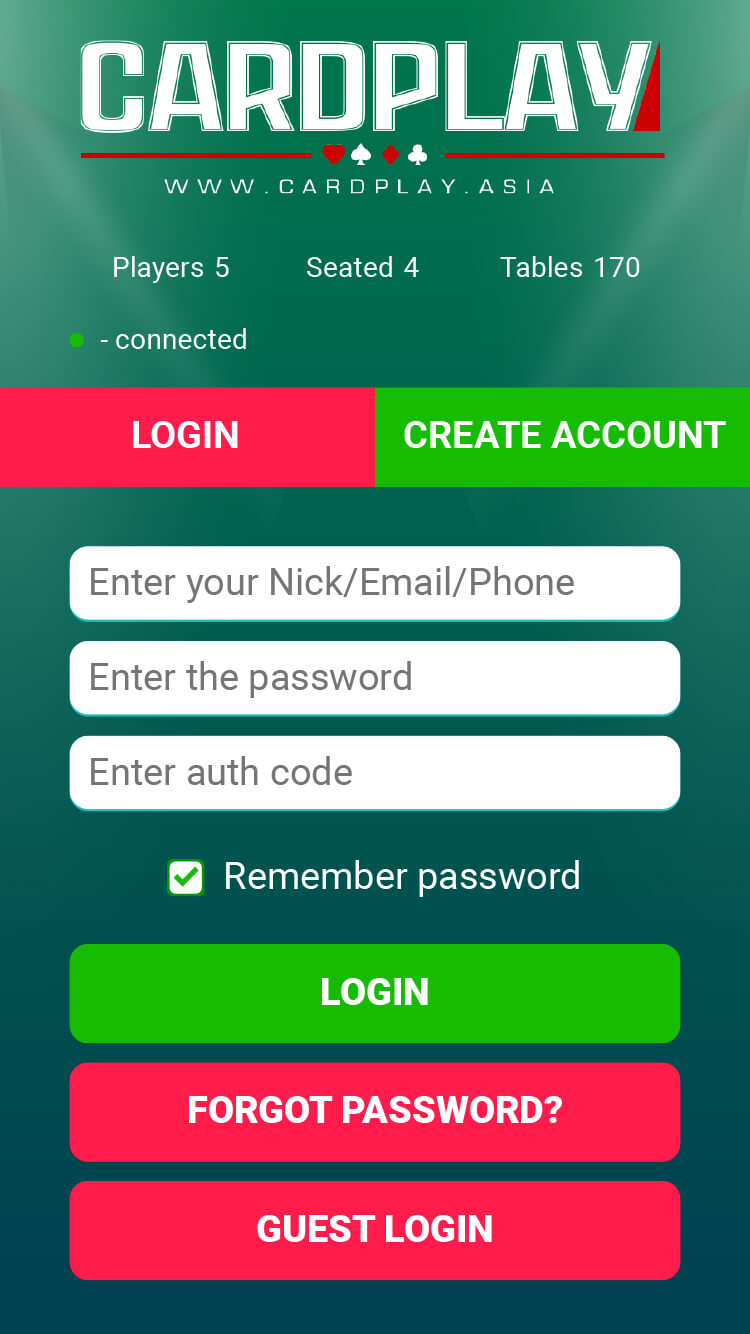 CARDPLAY
WWW.CARDPLAY.ASIA
Players 5 Seated 4 Tables 170
- connected
LOGIN CREATE ACCOUNT
Enter your Nick/Email/Phone
Enter the password
Enter auth code
Remember password
LOGIN
FORGOT PASSWORD?
GUEST LOGIN